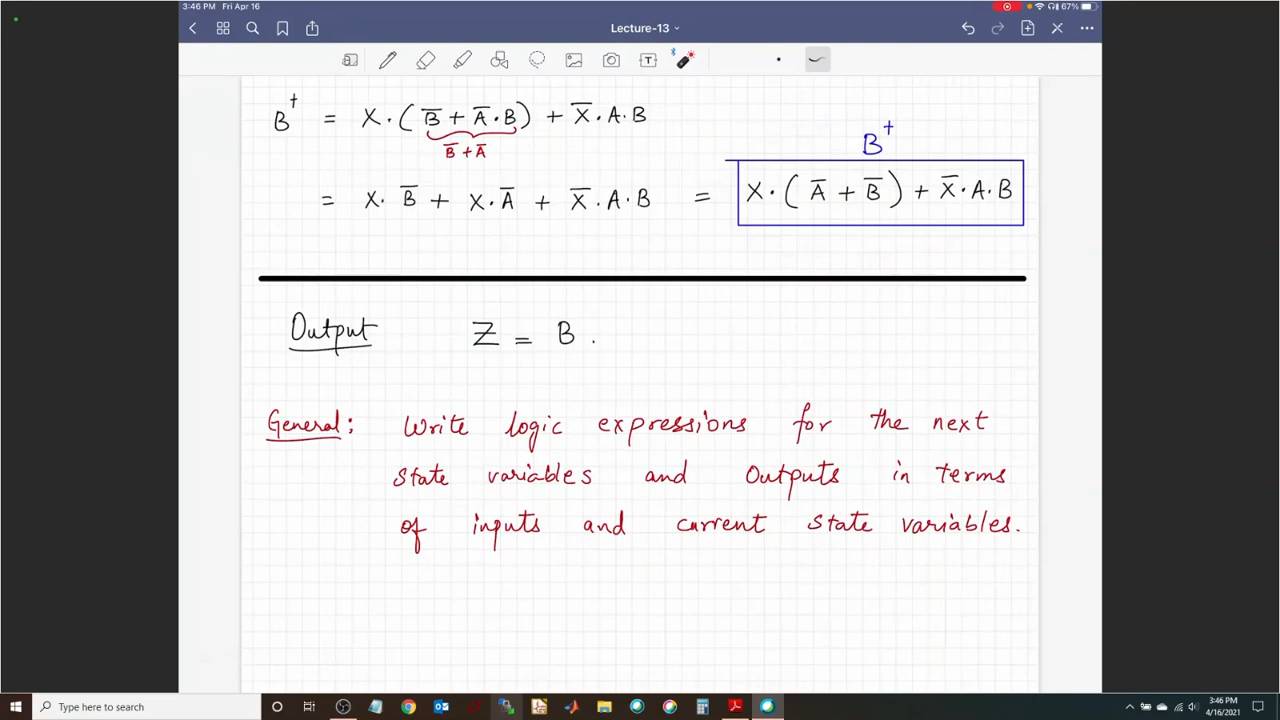 3:46 PM Fri Apr 16
67%
Lecture-13
B⁺ = X·(B̅ + A̅·B) + X̅·A·B
B̅ + A̅
B⁺
= X·B̅ + X·A̅ + X̅·A·B = X·(A̅ + B̅) + X̅·A·B
Output Z = B.
General: Write logic expressions for the next
state variables and Outputs in terms
of inputs and current state variables.
Type here to search
3:46 PM
4/16/2021